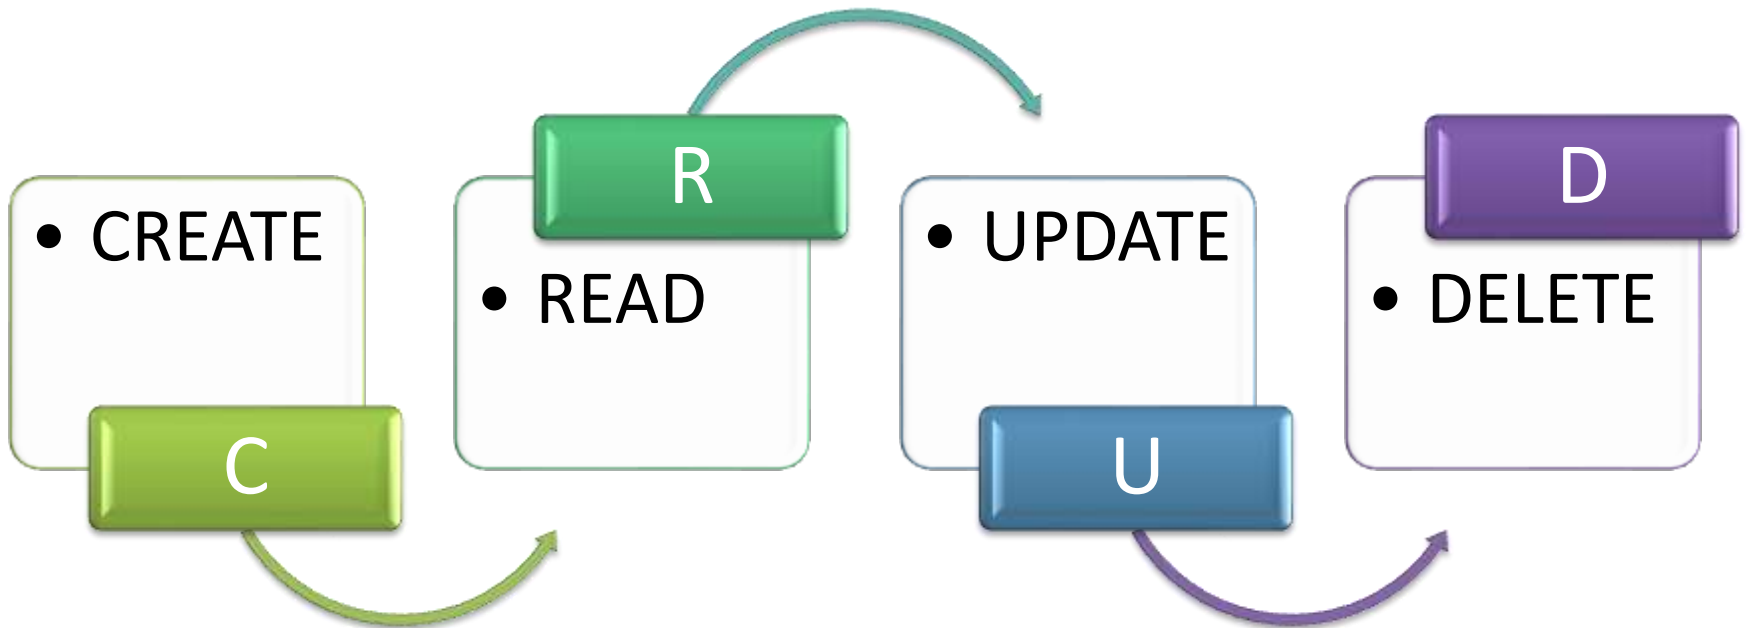 • CREATE
C
R
• READ
• UPDATE
U
D
• DELETE